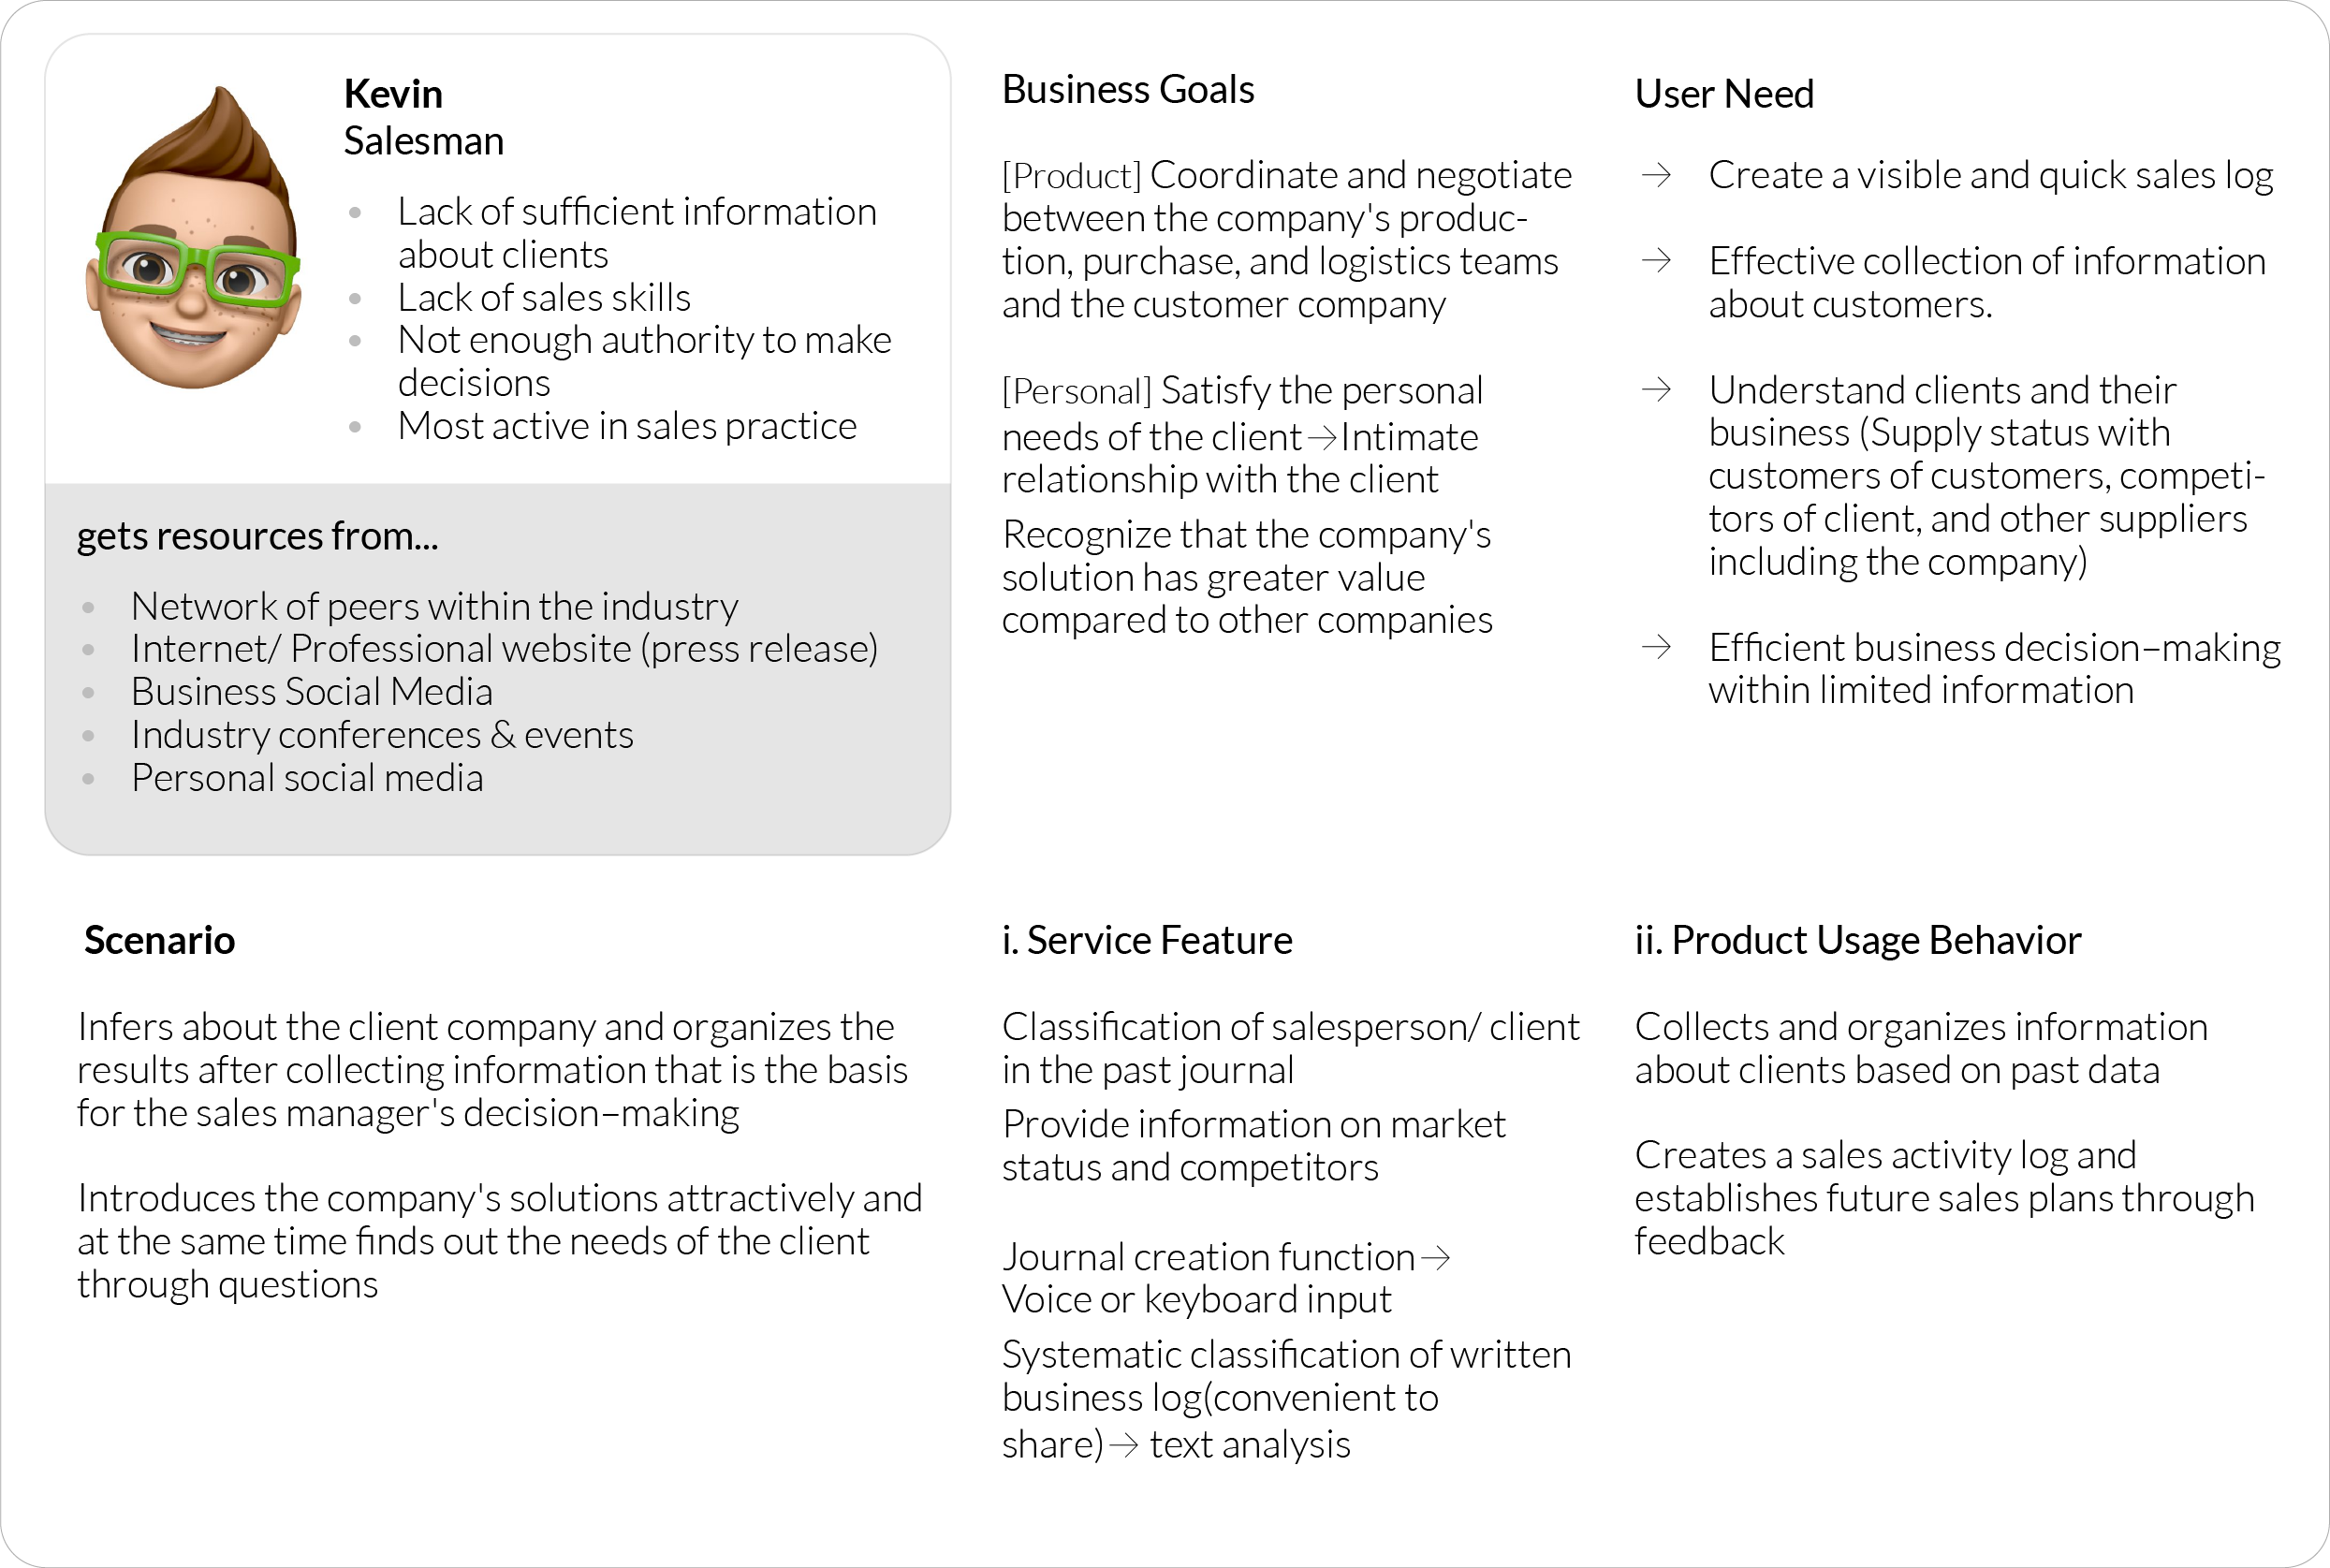 Kevin
Salesman
• Lack of sufficient information
about clients
• Lack of sales skills
• Not enough authority to make
decisions
• Most active in sales practice
gets resources from...
• Network of peers within the industry
• Internet/ Professional website (press release)
• Business Social Media
• Industry conferences & events
• Personal social media
Business Goals
[Product] Coordinate and negotiate
between the company's produc-
tion, purchase, and logistics teams
and the customer company
[Personal] Satisfy the personal
needs of the client→Intimate
relationship with the client
Recognize that the company's
solution has greater value
compared to other companies
User Need
→ Create a visible and quick sales log
→ Effective collection of information
about customers.
→ Understand clients and their
business (Supply status with
customers of customers, competi-
tors of client, and other suppliers
including the company)
→ Efficient business decision–making
within limited information
Scenario
Infers about the client company and organizes the
results after collecting information that is the basis
for the sales manager's decision–making
Introduces the company's solutions attractively and
at the same time finds out the needs of the client
through questions
i. Service Feature
Classification of salesperson/ client
in the past journal
Provide information on market
status and competitors
Journal creation function→
Voice or keyboard input
Systematic classification of written
business log(convenient to
share)→ text analysis
ii. Product Usage Behavior
Collects and organizes information
about clients based on past data
Creates a sales activity log and
establishes future sales plans through
feedback